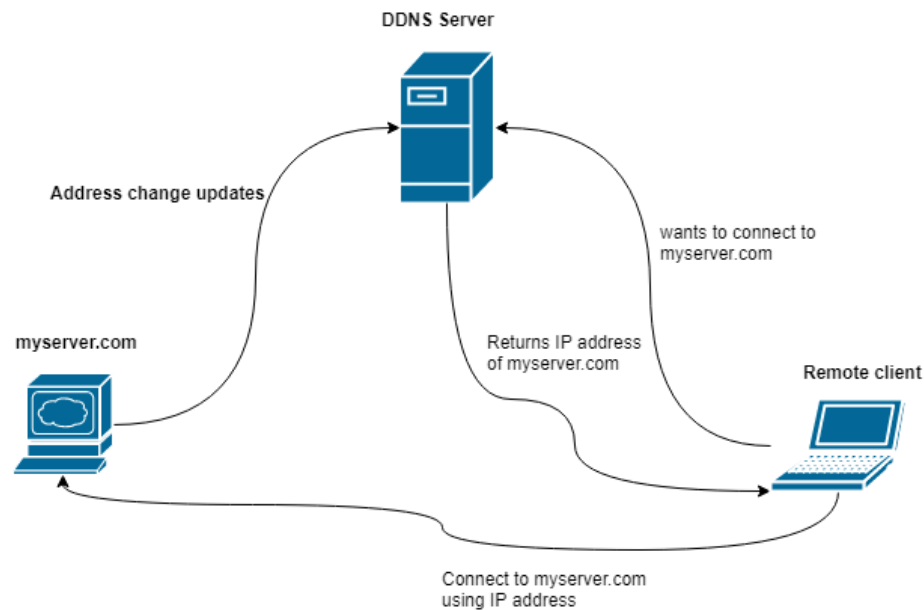 DDNS Server
Address change updates
wants to connect to
myserver.com
myserver.com
Returns IP address
of myserver.com
Remote client
Connect to myserver.com
using IP address